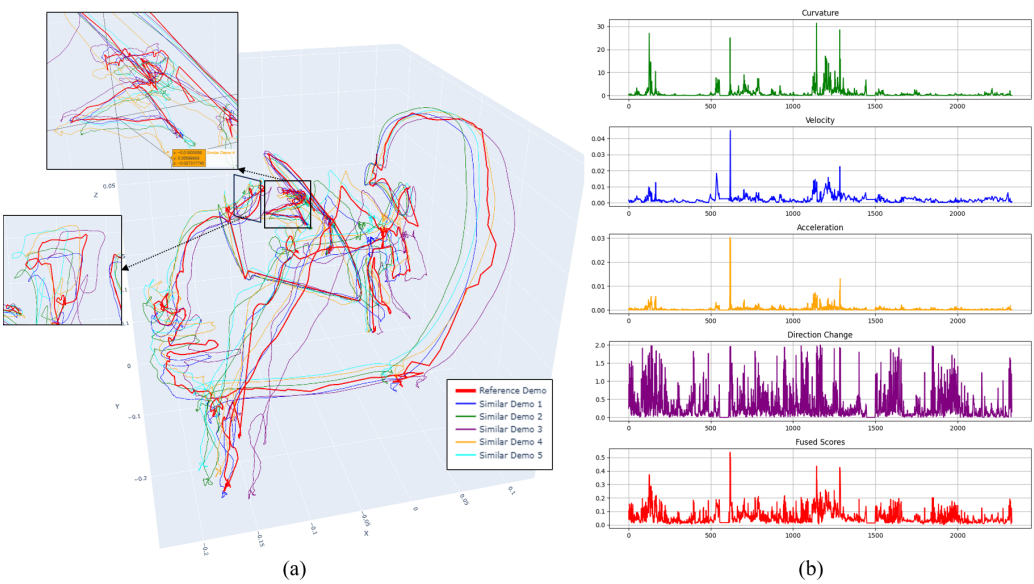 Similar Demo 4
Z
0.05
.1
0
Y
-0.1
-0.2
-0.2
-0.15
-0.1
-0.05
0
0.05
0.1
X
Reference Demo
Similar Demo 1
Similar Demo 2
Similar Demo 3
Similar Demo 4
Similar Demo 5
(a)
Curvature
30
20
10
0
0 500 1000 1500 2000
Velocity
0.04
0.03
0.02
0.01
0.00
0 500 1000 1500 2000
Acceleration
0.03
0.02
0.01
0.00
0 500 1000 1500 2000
Direction Change
2.0
1.5
1.0
0.5
0.0
0 500 1000 1500 2000
Fused Scores
0.5
0.4
0.3
0.2
0.1
0.0
0 500 1000 1500 2000
(b)